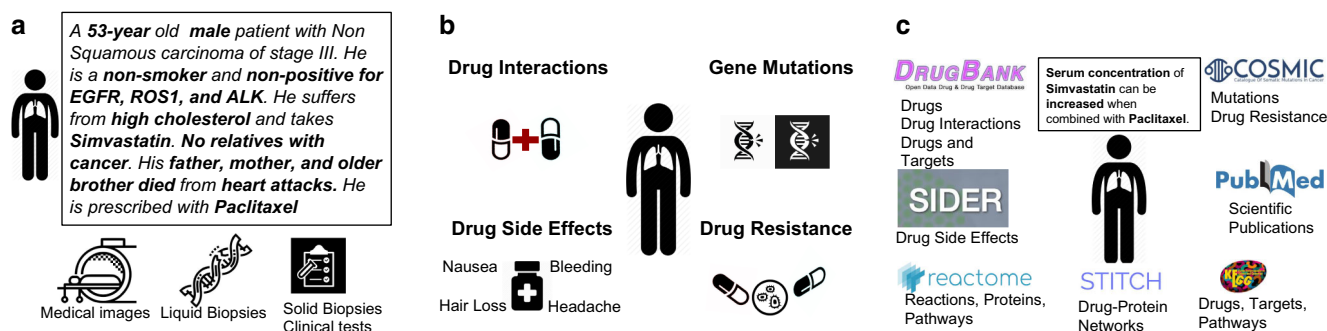 a
A 53-year old male patient with Non
Squamous carcinoma of stage III. He
is a non-smoker and non-positive for
EGFR, ROS1, and ALK. He suffers
from high cholesterol and takes
Simvastatin. No relatives with
cancer. His father, mother, and older
brother died from heart attacks. He
is prescribed with Paclitaxel
Medical images
Liquid Biopsies
Solid Biopsies
Clinical tests
b
Drug Interactions
Gene Mutations
Drug Side Effects
Drug Resistance
Nausea
Bleeding
Hair Loss
Headache
c
DRUGBANK
Open Data Drug & Drug Target Database
Drugs
Drug Interactions
Drugs and
Targets
Serum concentration of
Simvastatin can be
increased when
combined with Paclitaxel.
COSMIC
Catalogue Of Somatic Mutations In Cancer
Mutations
Drug Resistance
SIDER
Drug Side Effects
PubMed
Scientific
Publications
reactome
Reactions, Proteins,
Pathways
STITCH
Drug-Protein
Networks
KEGG
Drugs, Targets,
Pathways